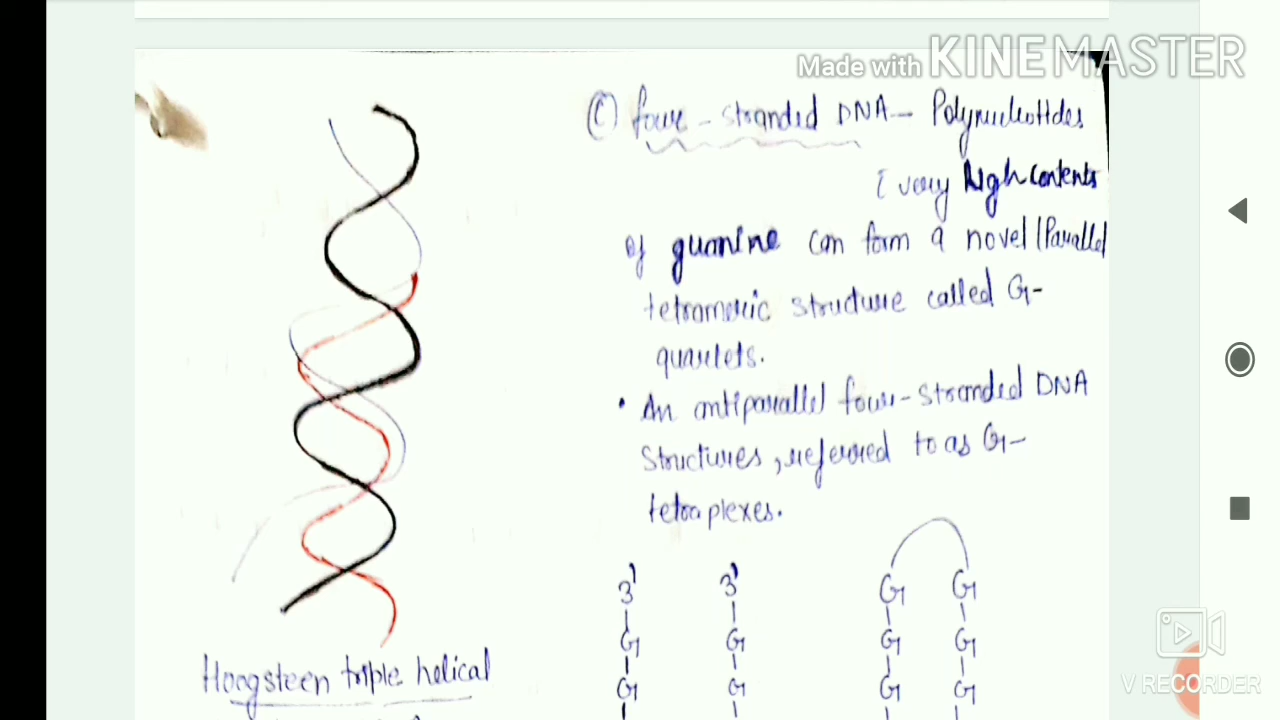 Made with KINEMASTER
(C) four-stranded DNA- Polynucleotides
very high contents
of guanine can form a novel (Parallel
tetrameric structure called G-
quartets.
• An antiparallel four-stranded DNA
structures, referred to as G-
tetraplexes.
3' 3' G G
G G G G
G G G G
Hoogsteen triple helical
V RECORDER